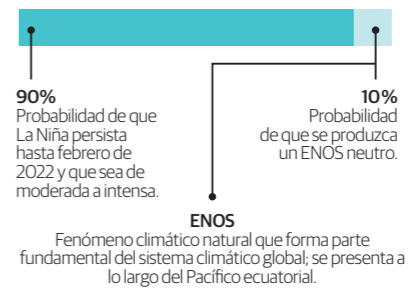 90%
Probabilidad de que
La Niña persista
hasta febrero de
2022 y que sea de
moderada a intensa.
10%
Probabilidad
de que se produzca
un ENOS neutro.
ENOS
Fenómeno climático natural que forma parte
fundamental del sistema climático global; se presenta a
lo largo del Pacífico ecuatorial.